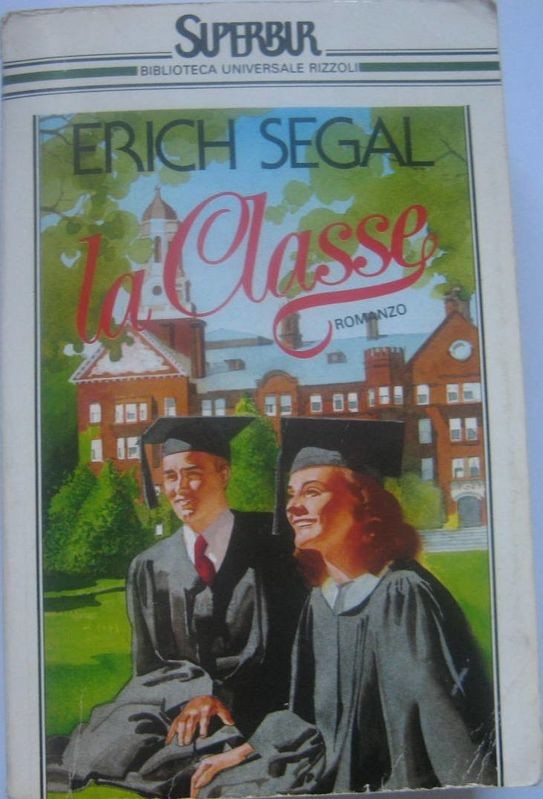 SUPERBUR
BIBLIOTECA UNIVERSALE RIZZOLI
ERICH SEGAL
la Classe
ROMANZO